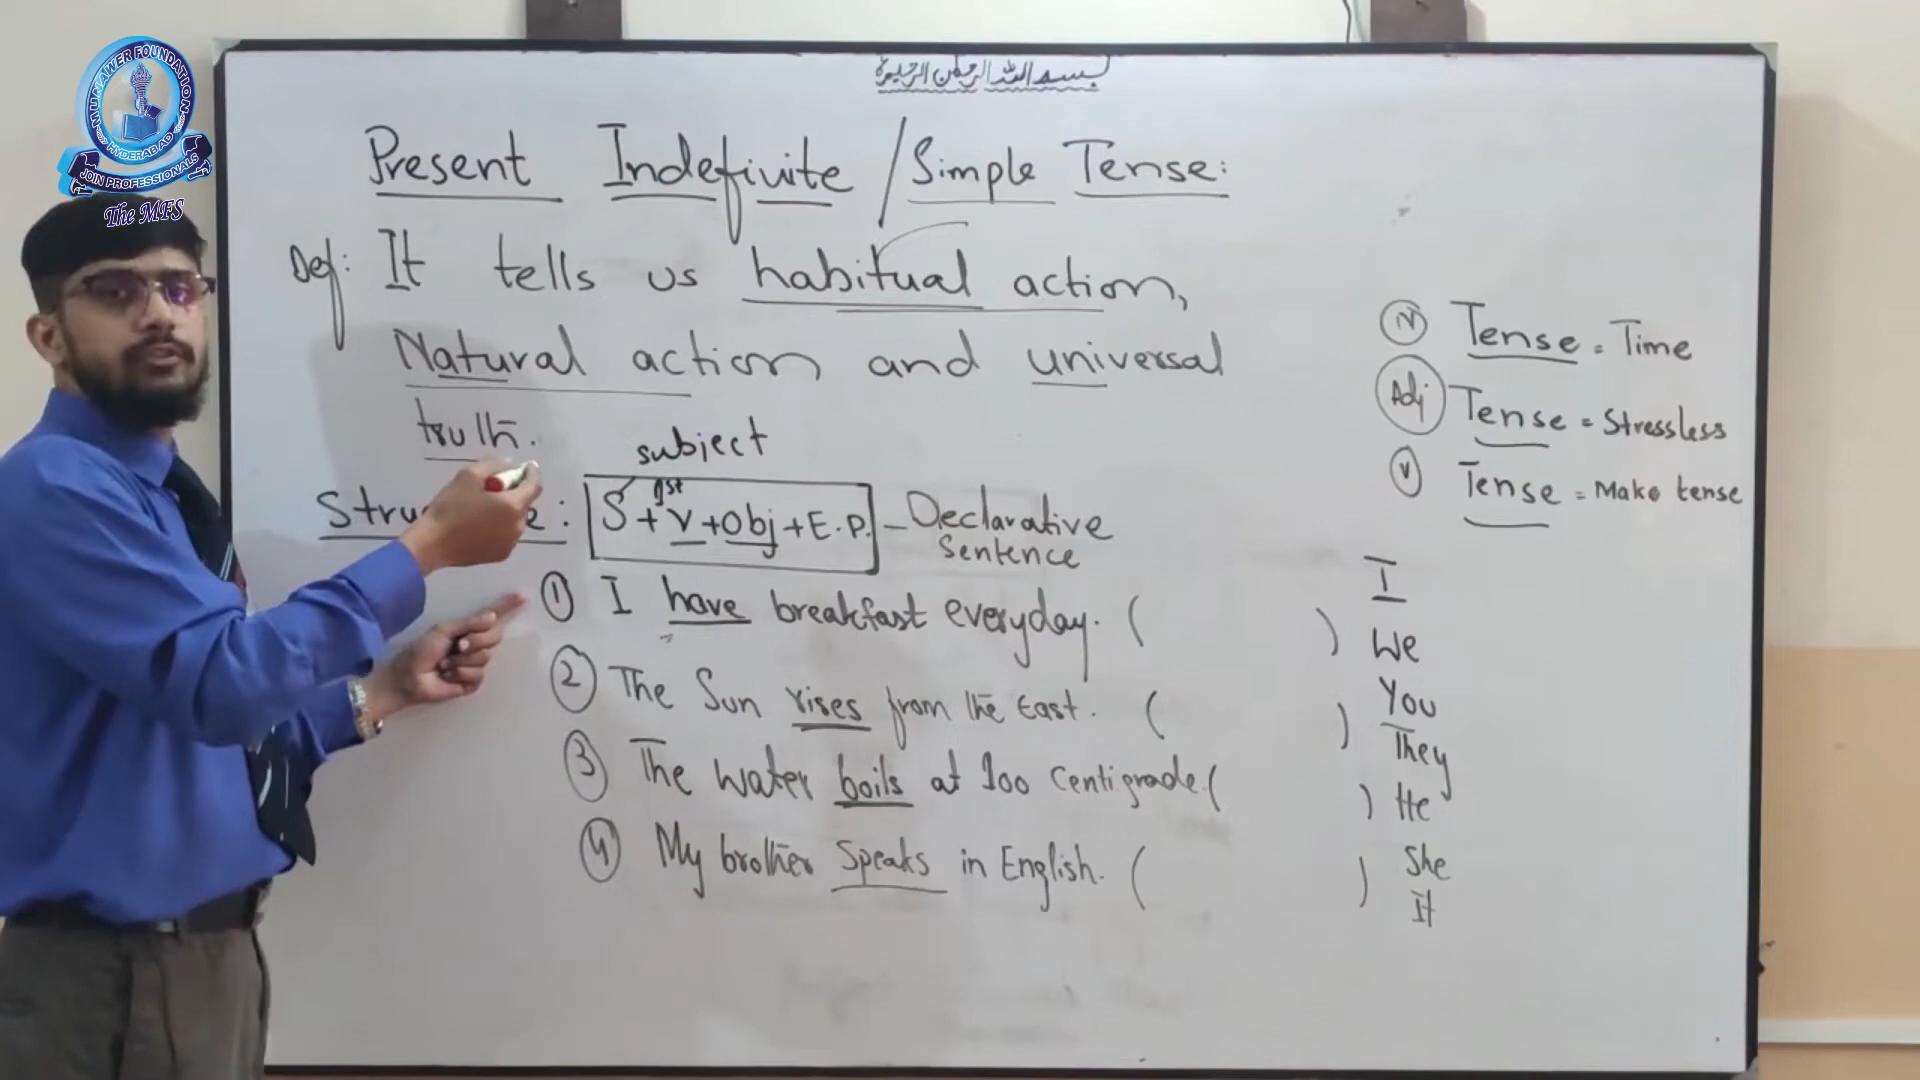 MUNAWER FOUNDATION
HYDERABAD
JOIN PROFESSIONALS
The MFS
بسم اللہ الرحمٰن الرحیم
Present Indefinite / Simple Tense:
Def: It tells us habitual action,
Natural action and universal
truth.
subject
Struc e: S + 1st V + Obj + E.P. - Declarative
Sentence
① I have breakfast everyday. ( )
② The Sun rises from the East. ( )
③ The water boils at 100 Centigrade. ( )
④ My brother Speaks in English. ( )
N Tense = Time
Adj Tense = Stressless
V Tense = Make tense
I
We
You
They
He
She
It